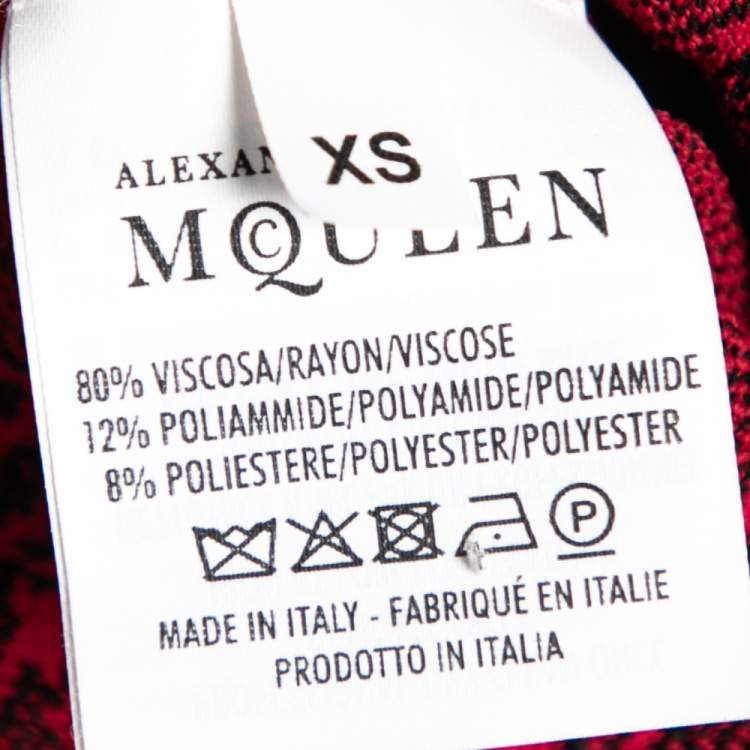 XS
ALEXAN
MCQUEEN
80% VISCOSA/RAYON/VISCOSE
12% POLIAMMIDE/POLYAMIDE/POLYAMIDE
8% POLIESTERE/POLYESTER/POLYESTER
P
MADE IN ITALY - FABRIQUÉ EN ITALIE
PRODOTTO IN ITALIA